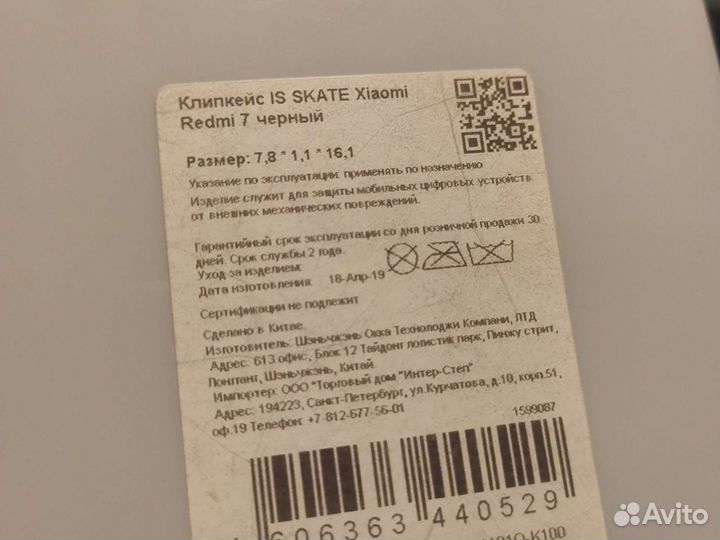 Клипкейс IS SKATE Xiaomi
Redmi 7 черный
Размер: 7,8 * 1,1 * 16,1
Указание по эксплуатации: применять по назначению
Изделие служит для защиты мобильных цифровых устройств
от внешних механических повреждений.
Гарантийный срок эксплуатации со дня розничной продажи 30
дней. Срок службы 2 года.
Уход за изделием:
Дата изготовления: 18-Апр-19
Сертификации не подлежит
Сделано в Китае.
Изготовитель: Шэньчжэнь Окка Технолоджи Компани, ЛТД
Адрес: 613 офис, Блок 12 Тайдонг логистик парк, Пинжу стрит,
Лонгганг, Шэньчжэнь, Китай.
Импортер: ООО "Торговый дом "Интер-Степ"
Адрес: 194223, Санкт-Петербург, ул.Курчатова, д.10, корп.51,
оф.19 Телефон: +7-812-677-56-01
1599087
606363 440529
Avito